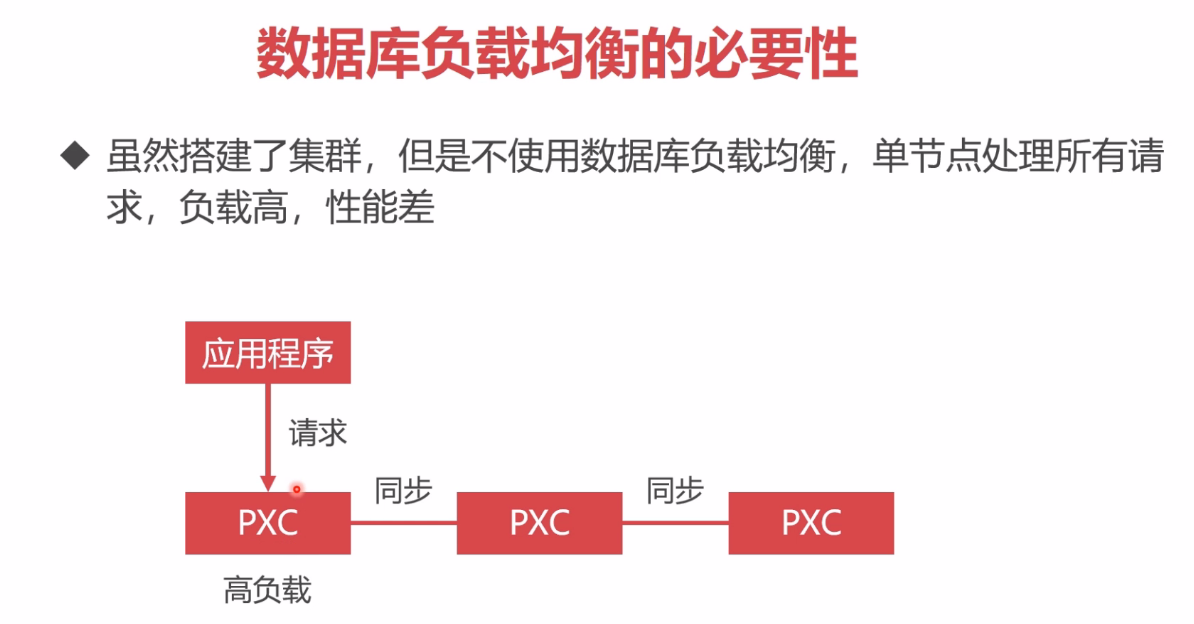 数据库负载均衡的必要性
虽然搭建了集群，但是不使用数据库负载均衡，单节点处理所有请
求，负载高，性能差
应用程序
请求
同步
同步
PXC
PXC
PXC
高负载